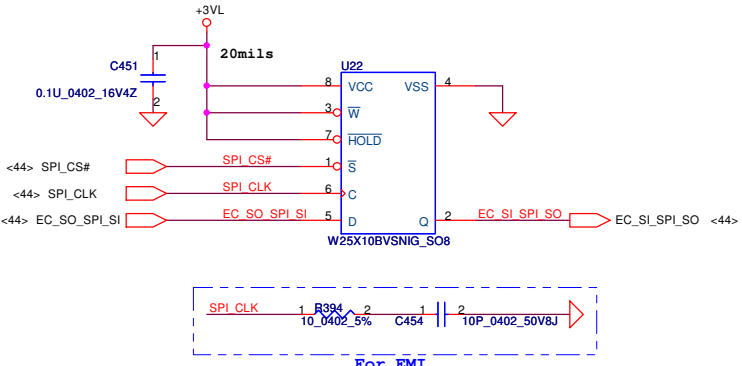 +3VL
20mils
1
C451
0.1U_0402_16V4Z
2
U22
8 VCC VSS 4
3 W
7 HOLD
<44> SPI_CS# SPI_CS# 1 S
<44> SPI_CLK SPI_CLK 6 C
<44> EC_SO_SPI_SI EC_SO_SPI_SI 5 D Q 2 EC_SI_SPI_SO EC_SI_SPI_SO <44>
W25X10BVSNIG_SO8
SPI_CLK 1 R394 2 1 2
10_0402_5% C454 10P_0402_50V8J
For EMI